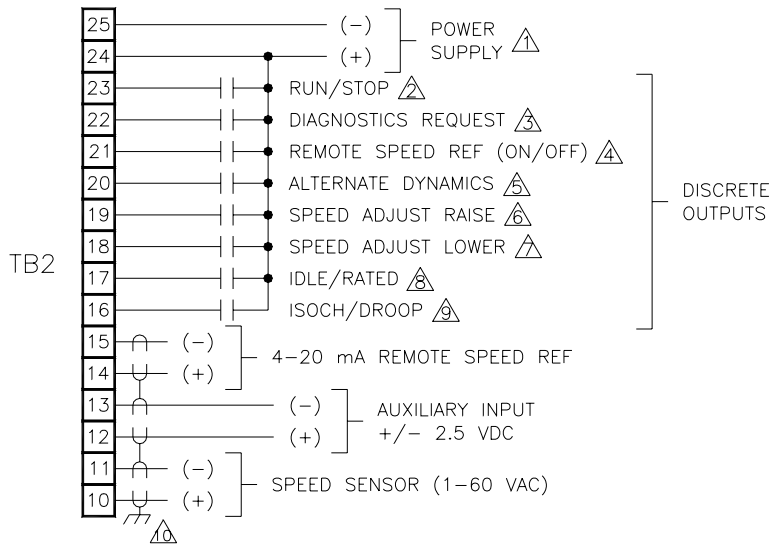 25 (-)
POWER SUPPLY 1
24 (+)
23 RUN/STOP 2
22 DIAGNOSTICS REQUEST 3
21 REMOTE SPEED REF (ON/OFF) 4
20 ALTERNATE DYNAMICS 5
19 SPEED ADJUST RAISE 6
18 SPEED ADJUST LOWER 7
17 IDLE/RATED 8
16 ISOCH/DROOP 9
DISCRETE
OUTPUTS
TB2
15 (-)
4-20 mA REMOTE SPEED REF
14 (+)
13 (-)
AUXILIARY INPUT
+/- 2.5 VDC
12 (+)
11 (-)
SPEED SENSOR (1-60 VAC)
10 (+)
10